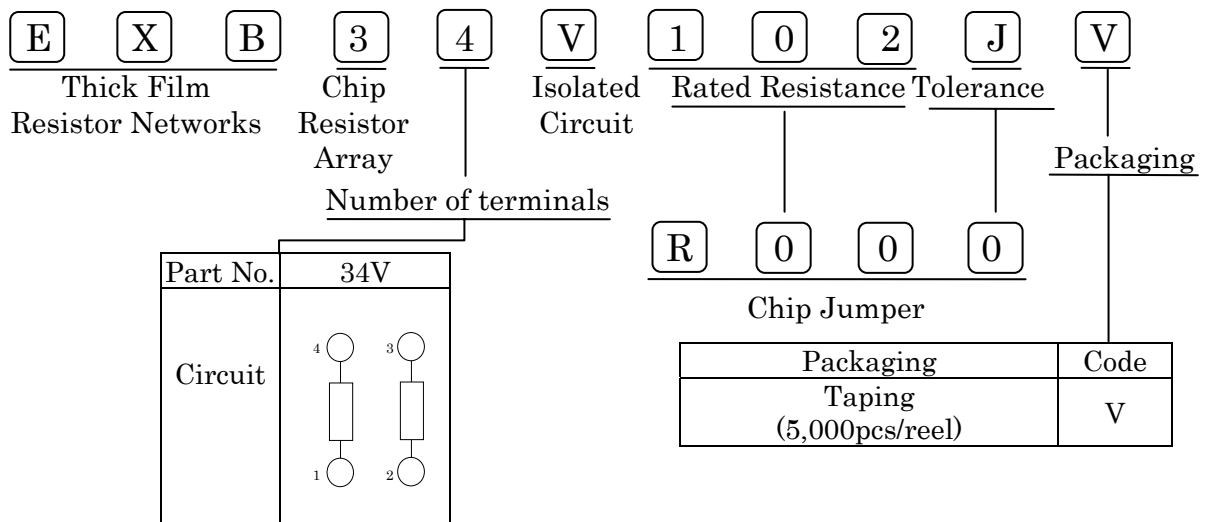 E X B 3 4 V 1 0 2 J V
Thick Film
Resistor Networks
Chip
Resistor
Array
Isolated
Circuit
Rated Resistance
Tolerance
Packaging
Number of terminals
R 0 0 0
Chip Jumper
Part No. 34V
Circuit
4 3
1 2
Packaging Code
Taping
(5,000pcs/reel)
V